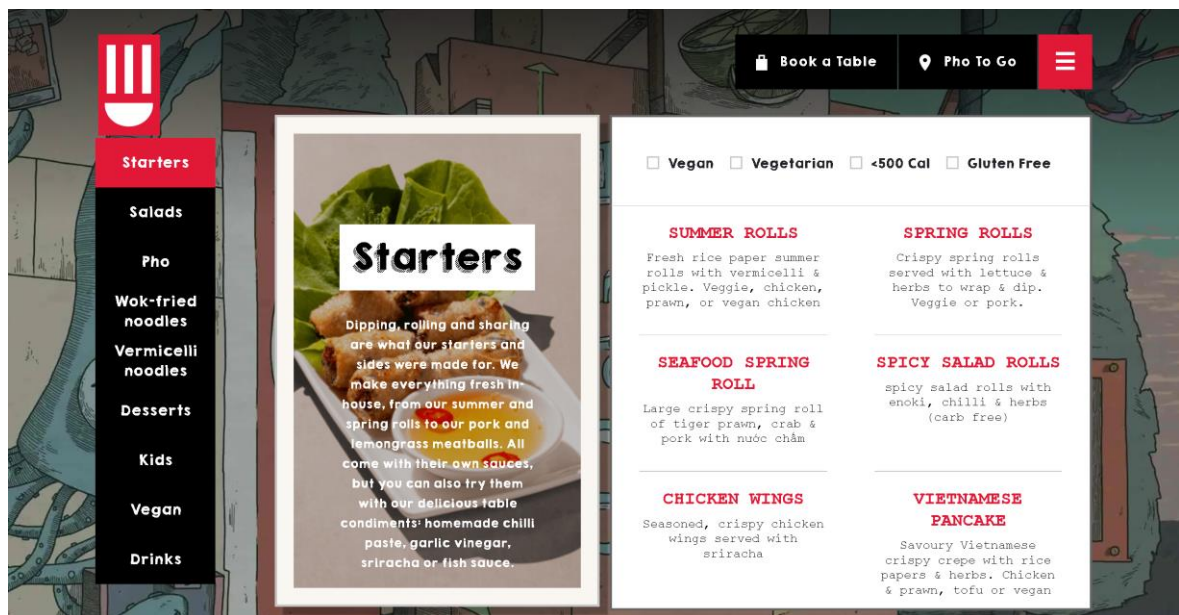 Book a Table
Pho To Go
Starters
Salads
Pho
Wok-fried
noodles
Vermicelli
noodles
Desserts
Kids
Vegan
Drinks
Starters
Dipping, rolling and sharing
are what our starters and
sides were made for. We
make everything fresh in-
house, from our summer and
spring rolls to our pork and
lemongrass meatballs. All
come with their own sauces,
but you can also try them
with our delicious table
condiments: homemade chilli
paste, garlic vinegar,
sriracha or fish sauce.
Vegan
Vegetarian
<500 Cal
Gluten Free
SUMMER ROLLS
Fresh rice paper summer
rolls with vermicelli &
pickle. Veggie, chicken,
prawn, or vegan chicken
SPRING ROLLS
Crispy spring rolls
served with lettuce &
herbs to wrap & dip.
Veggie or pork.
SEAFOOD SPRING
ROLL
Large crispy spring roll
of tiger prawn, crab &
pork with nước chấm
SPICY SALAD ROLLS
spicy salad rolls with
enoki, chilli & herbs
(carb free)
CHICKEN WINGS
Seasoned, crispy chicken
wings served with
sriracha
VIETNAMESE
PANCAKE
Savoury Vietnamese
crispy crepe with rice
papers & herbs. Chicken
& prawn, tofu or vegan